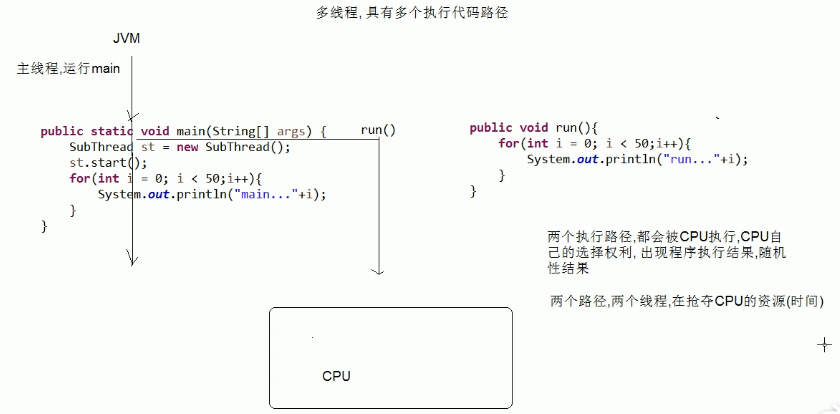 多线程, 具有多个执行代码路径
JVM
主线程,运行main
public static void main(String[] args) {
SubThread st = new SubThread();
st.start();
for(int i = 0; i < 50;i++){
System.out.println("main..."+i);
}
}
run()
public void run(){
for(int i = 0; i < 50;i++){
System.out.println("run..."+i);
}
}
两个执行路径,都会被CPU执行,CPU自
己的选择权利, 出现程序执行结果,随机
性结果
两个路径,两个线程,在抢夺CPU的资源(时间)
CPU